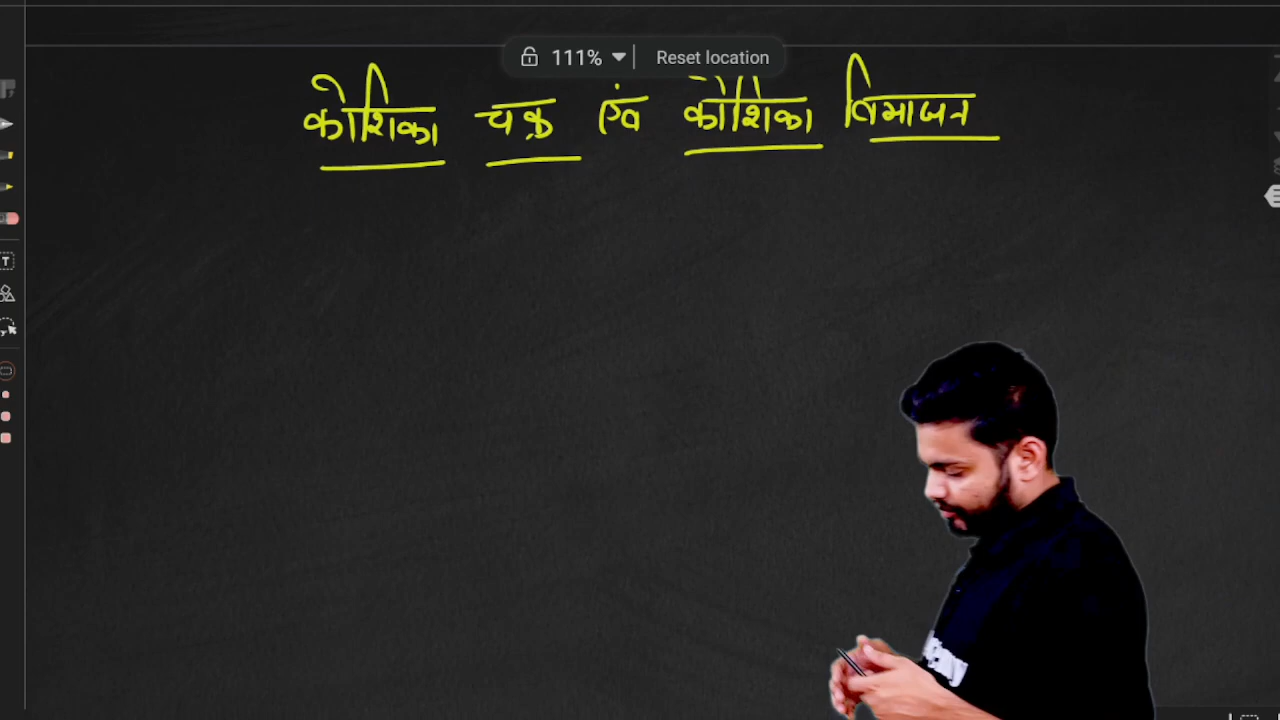 111% Reset location
कोशिका चक्र एवं कोशिका विभाजन
T